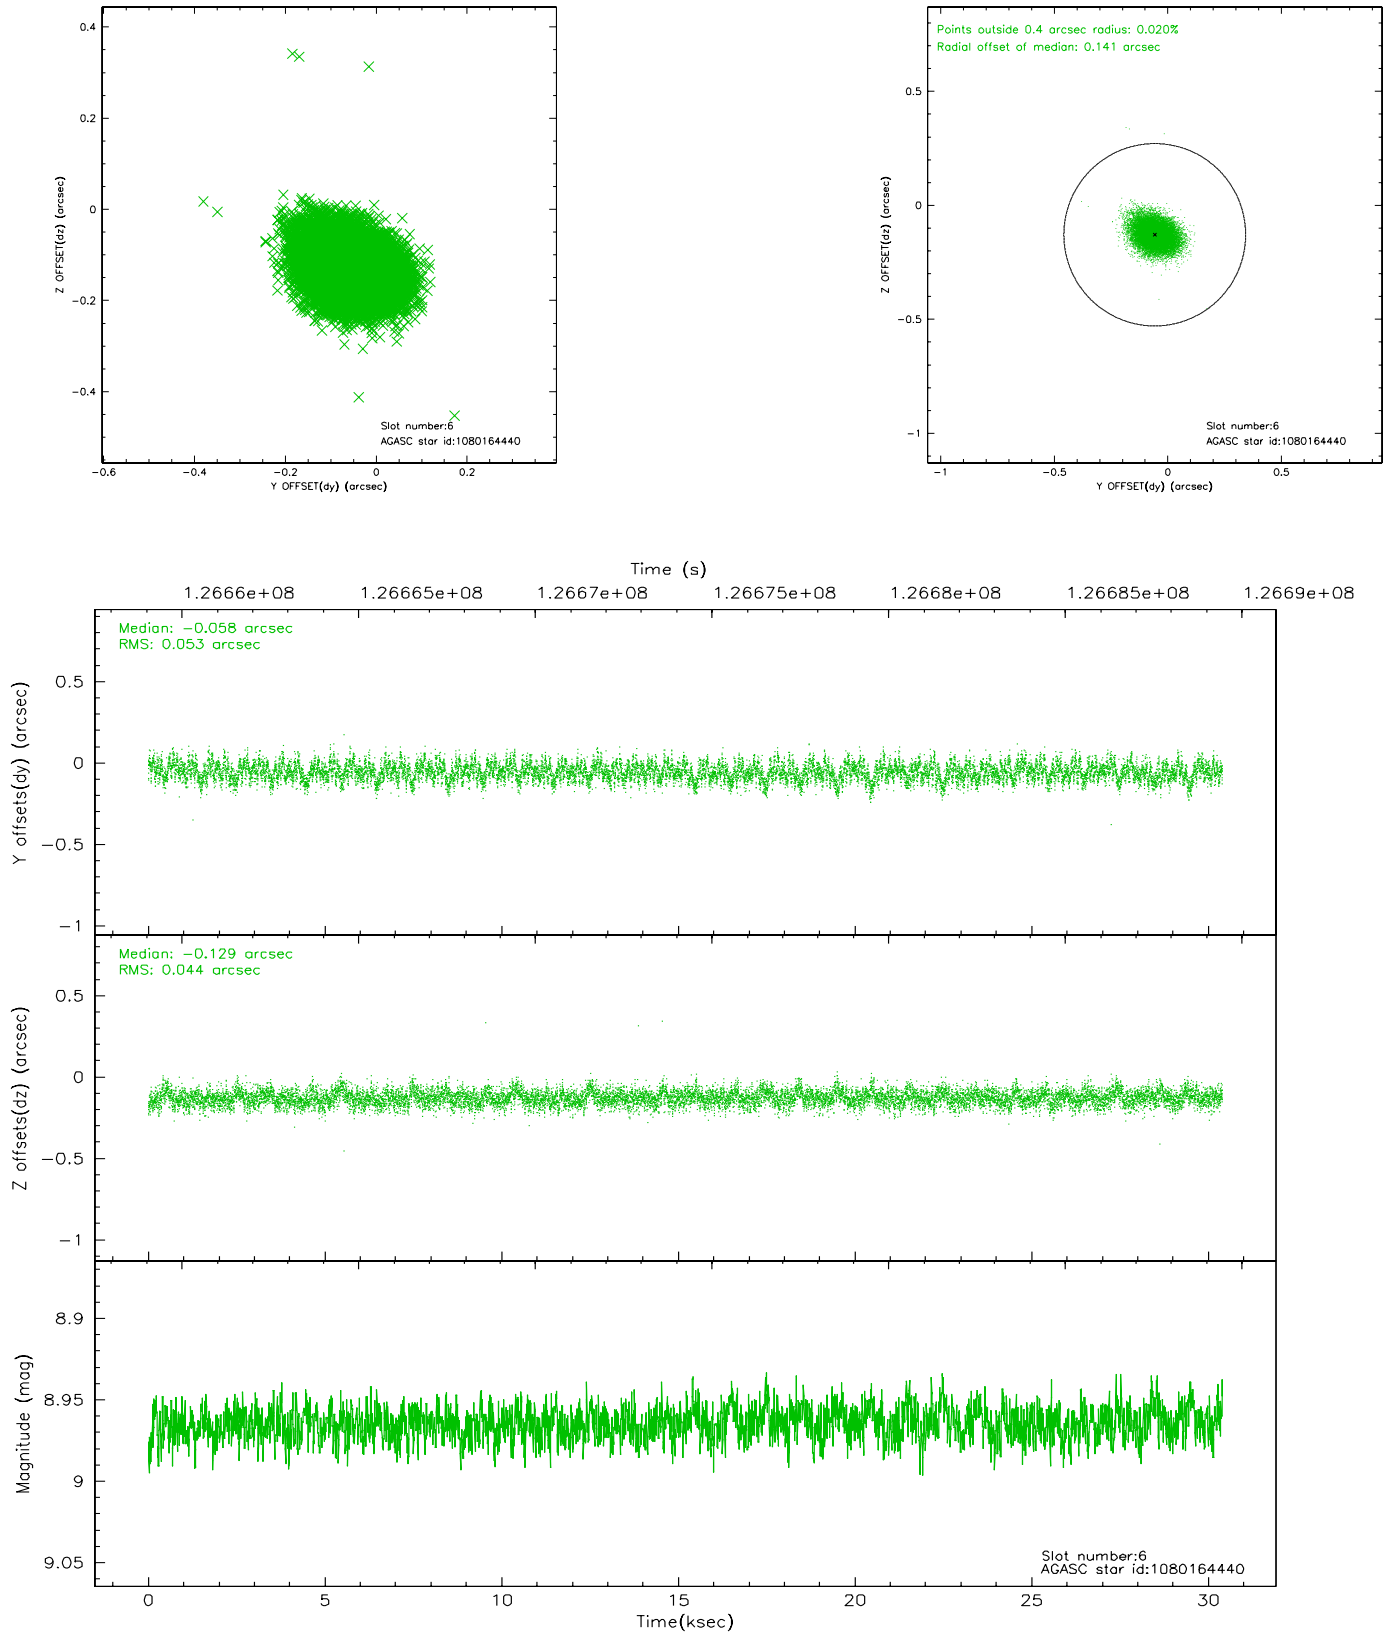 0.4
0.2
0
−0.2
−0.4
Z OFFSET(dz) (arcsec)
Slot number:6
AGASC star id:1080164440
−0.6 −0.4 −0.2 0 0.2
Y OFFSET(dy) (arcsec)
Points outside 0.4 arcsec radius: 0.020%
Radial offset of median: 0.141 arcsec
0.5
0
−0.5
−1
Z OFFSET(dz) (arcsec)
Slot number:6
AGASC star id:1080164440
−1 −0.5 0 0.5
Y OFFSET(dy) (arcsec)
Time (s)
1.2666e+08 1.26665e+08 1.2667e+08 1.26675e+08 1.2668e+08 1.26685e+08 1.2669e+08
Median: −0.058 arcsec
RMS: 0.053 arcsec
0.5
0
−0.5
−1
Y offsets(dy) (arcsec)
Median: −0.129 arcsec
RMS: 0.044 arcsec
0.5
0
−0.5
−1
Z offsets(dz) (arcsec)
8.9
8.95
9
9.05
Magnitude (mag)
Slot number:6
AGASC star id:1080164440
0 5 10 15 20 25 30
Time(ksec)